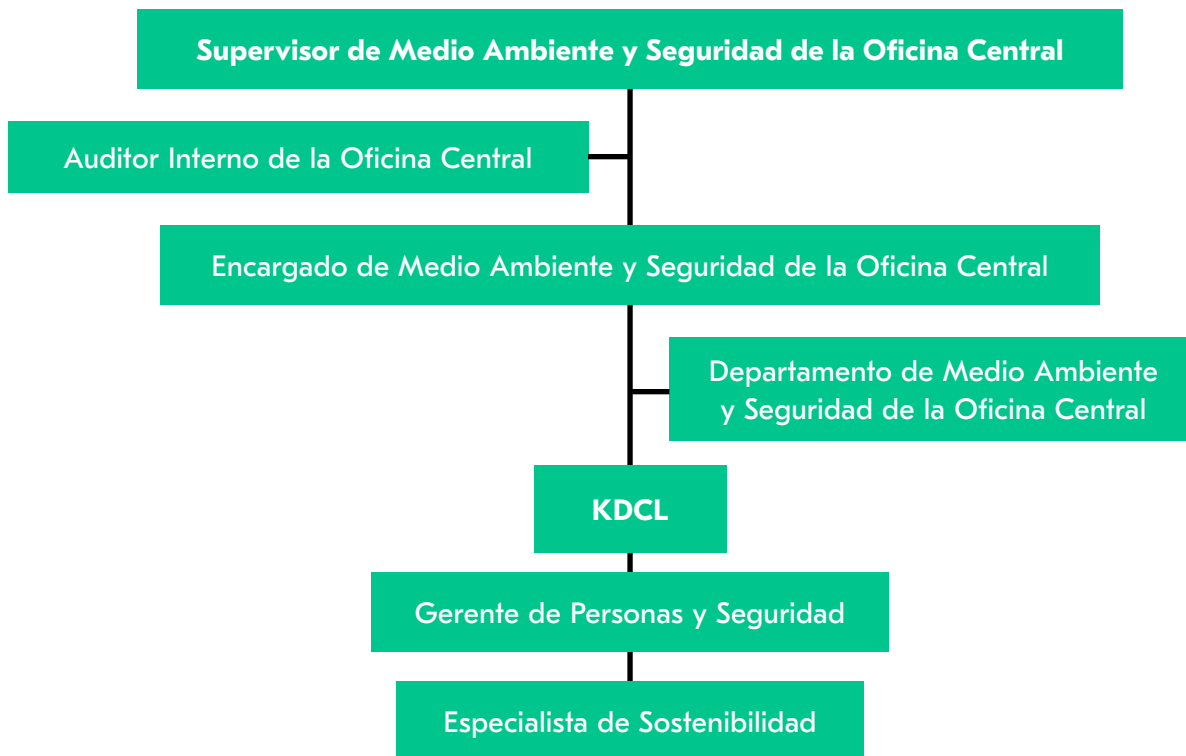 Supervisor de Medio Ambiente y Seguridad de la Oficina Central
Auditor Interno de la Oficina Central
Encargado de Medio Ambiente y Seguridad de la Oficina Central
Departamento de Medio Ambiente
y Seguridad de la Oficina Central
KDCL
Gerente de Personas y Seguridad
Especialista de Sostenibilidad